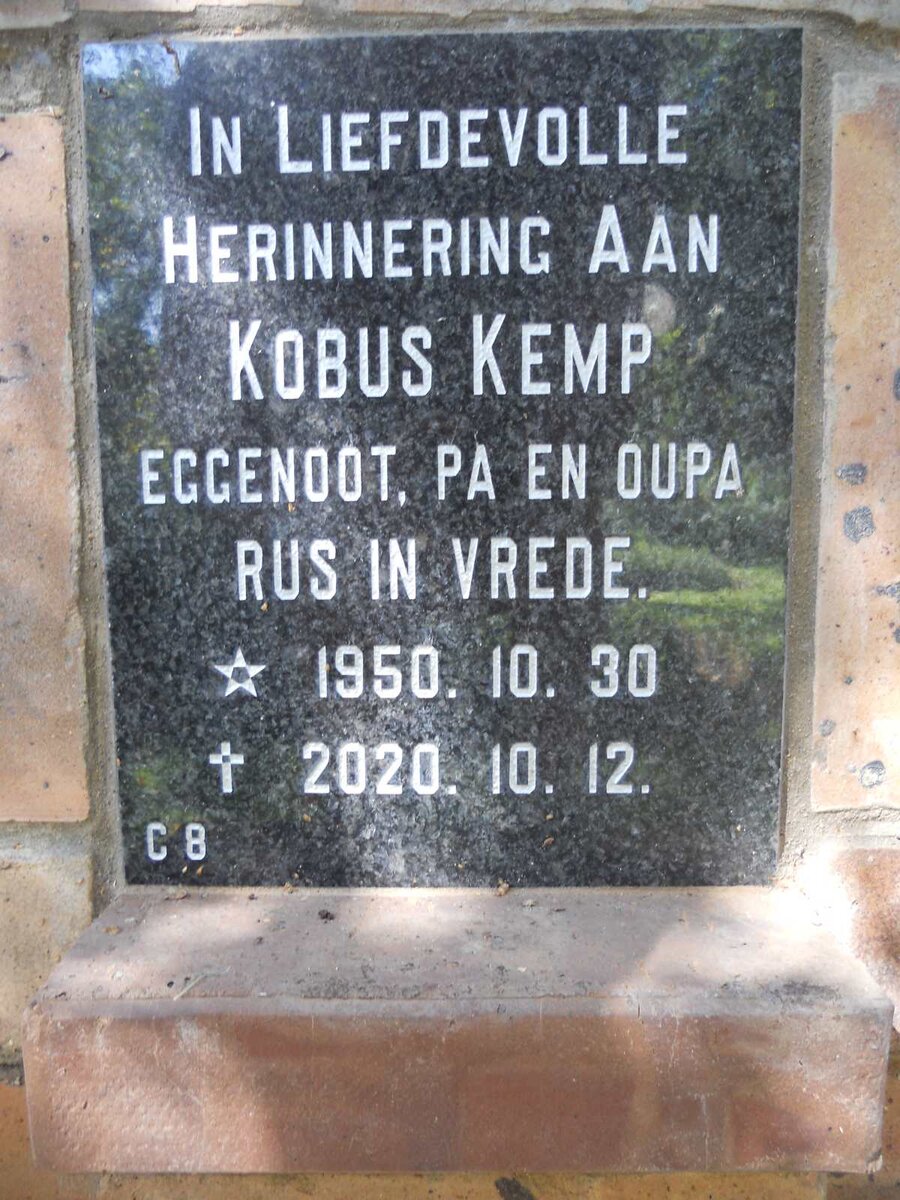 IN LIEFDEVOLLE
HERINNERING AAN
KOBUS KEMP
EGGENOOT, PA EN OUPA
RUS IN VREDE.
☆ 1950. 10. 30
✝ 2020. 10. 12.
C 8